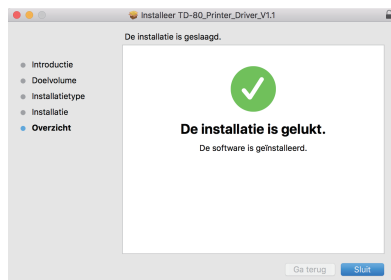 Installeer TD-80_Printer_Driver_V1.1
De installatie is geslaagd.
Introductie
Doelvolume
Installatietype
Installatie
Overzicht
De installatie is gelukt.
De software is geïnstalleerd.
Ga terug
Sluit